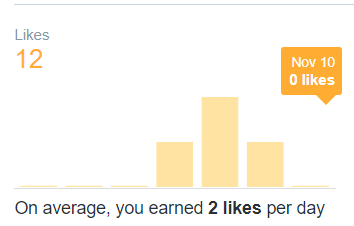 Likes
12
Nov 10
0 likes
On average, you earned 2 likes per day